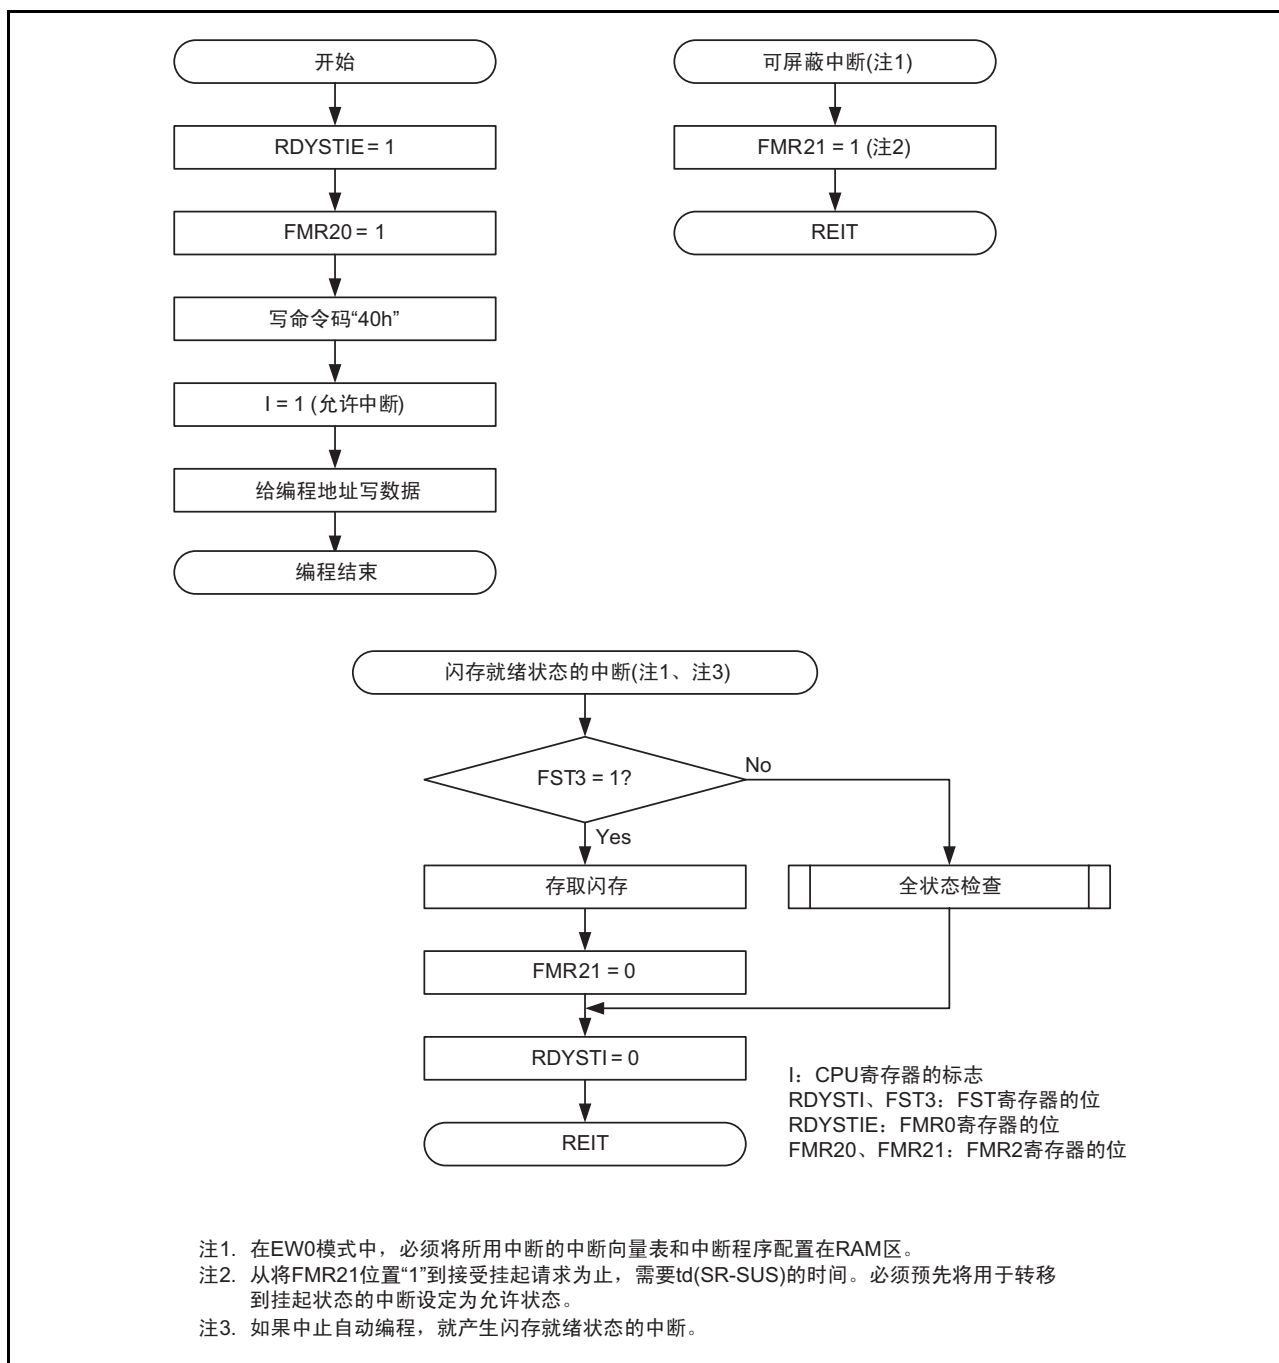 开始
RDYSTIE = 1
FMR20 = 1
写命令码“40h”
I = 1 (允许中断)
给编程地址写数据
编程结束
可屏蔽中断(注1)
FMR21 = 1 (注2)
REIT
闪存就绪状态的中断(注1、注3)
FST3 = 1?
No
Yes
存取闪存
全状态检查
FMR21 = 0
RDYSTI = 0
REIT
I：CPU寄存器的标志
RDYSTI、FST3：FST寄存器的位
RDYSTIE：FMR0寄存器的位
FMR20、FMR21：FMR2寄存器的位
注1. 在EW0模式中，必须将所用中断的中断向量表和中断程序配置在RAM区。
注2. 从将FMR21位置“1”到接受挂起请求为止，需要td(SR-SUS)的时间。必须预先将用于转移
到挂起状态的中断设定为允许状态。
注3. 如果中止自动编程，就产生闪存就绪状态的中断。